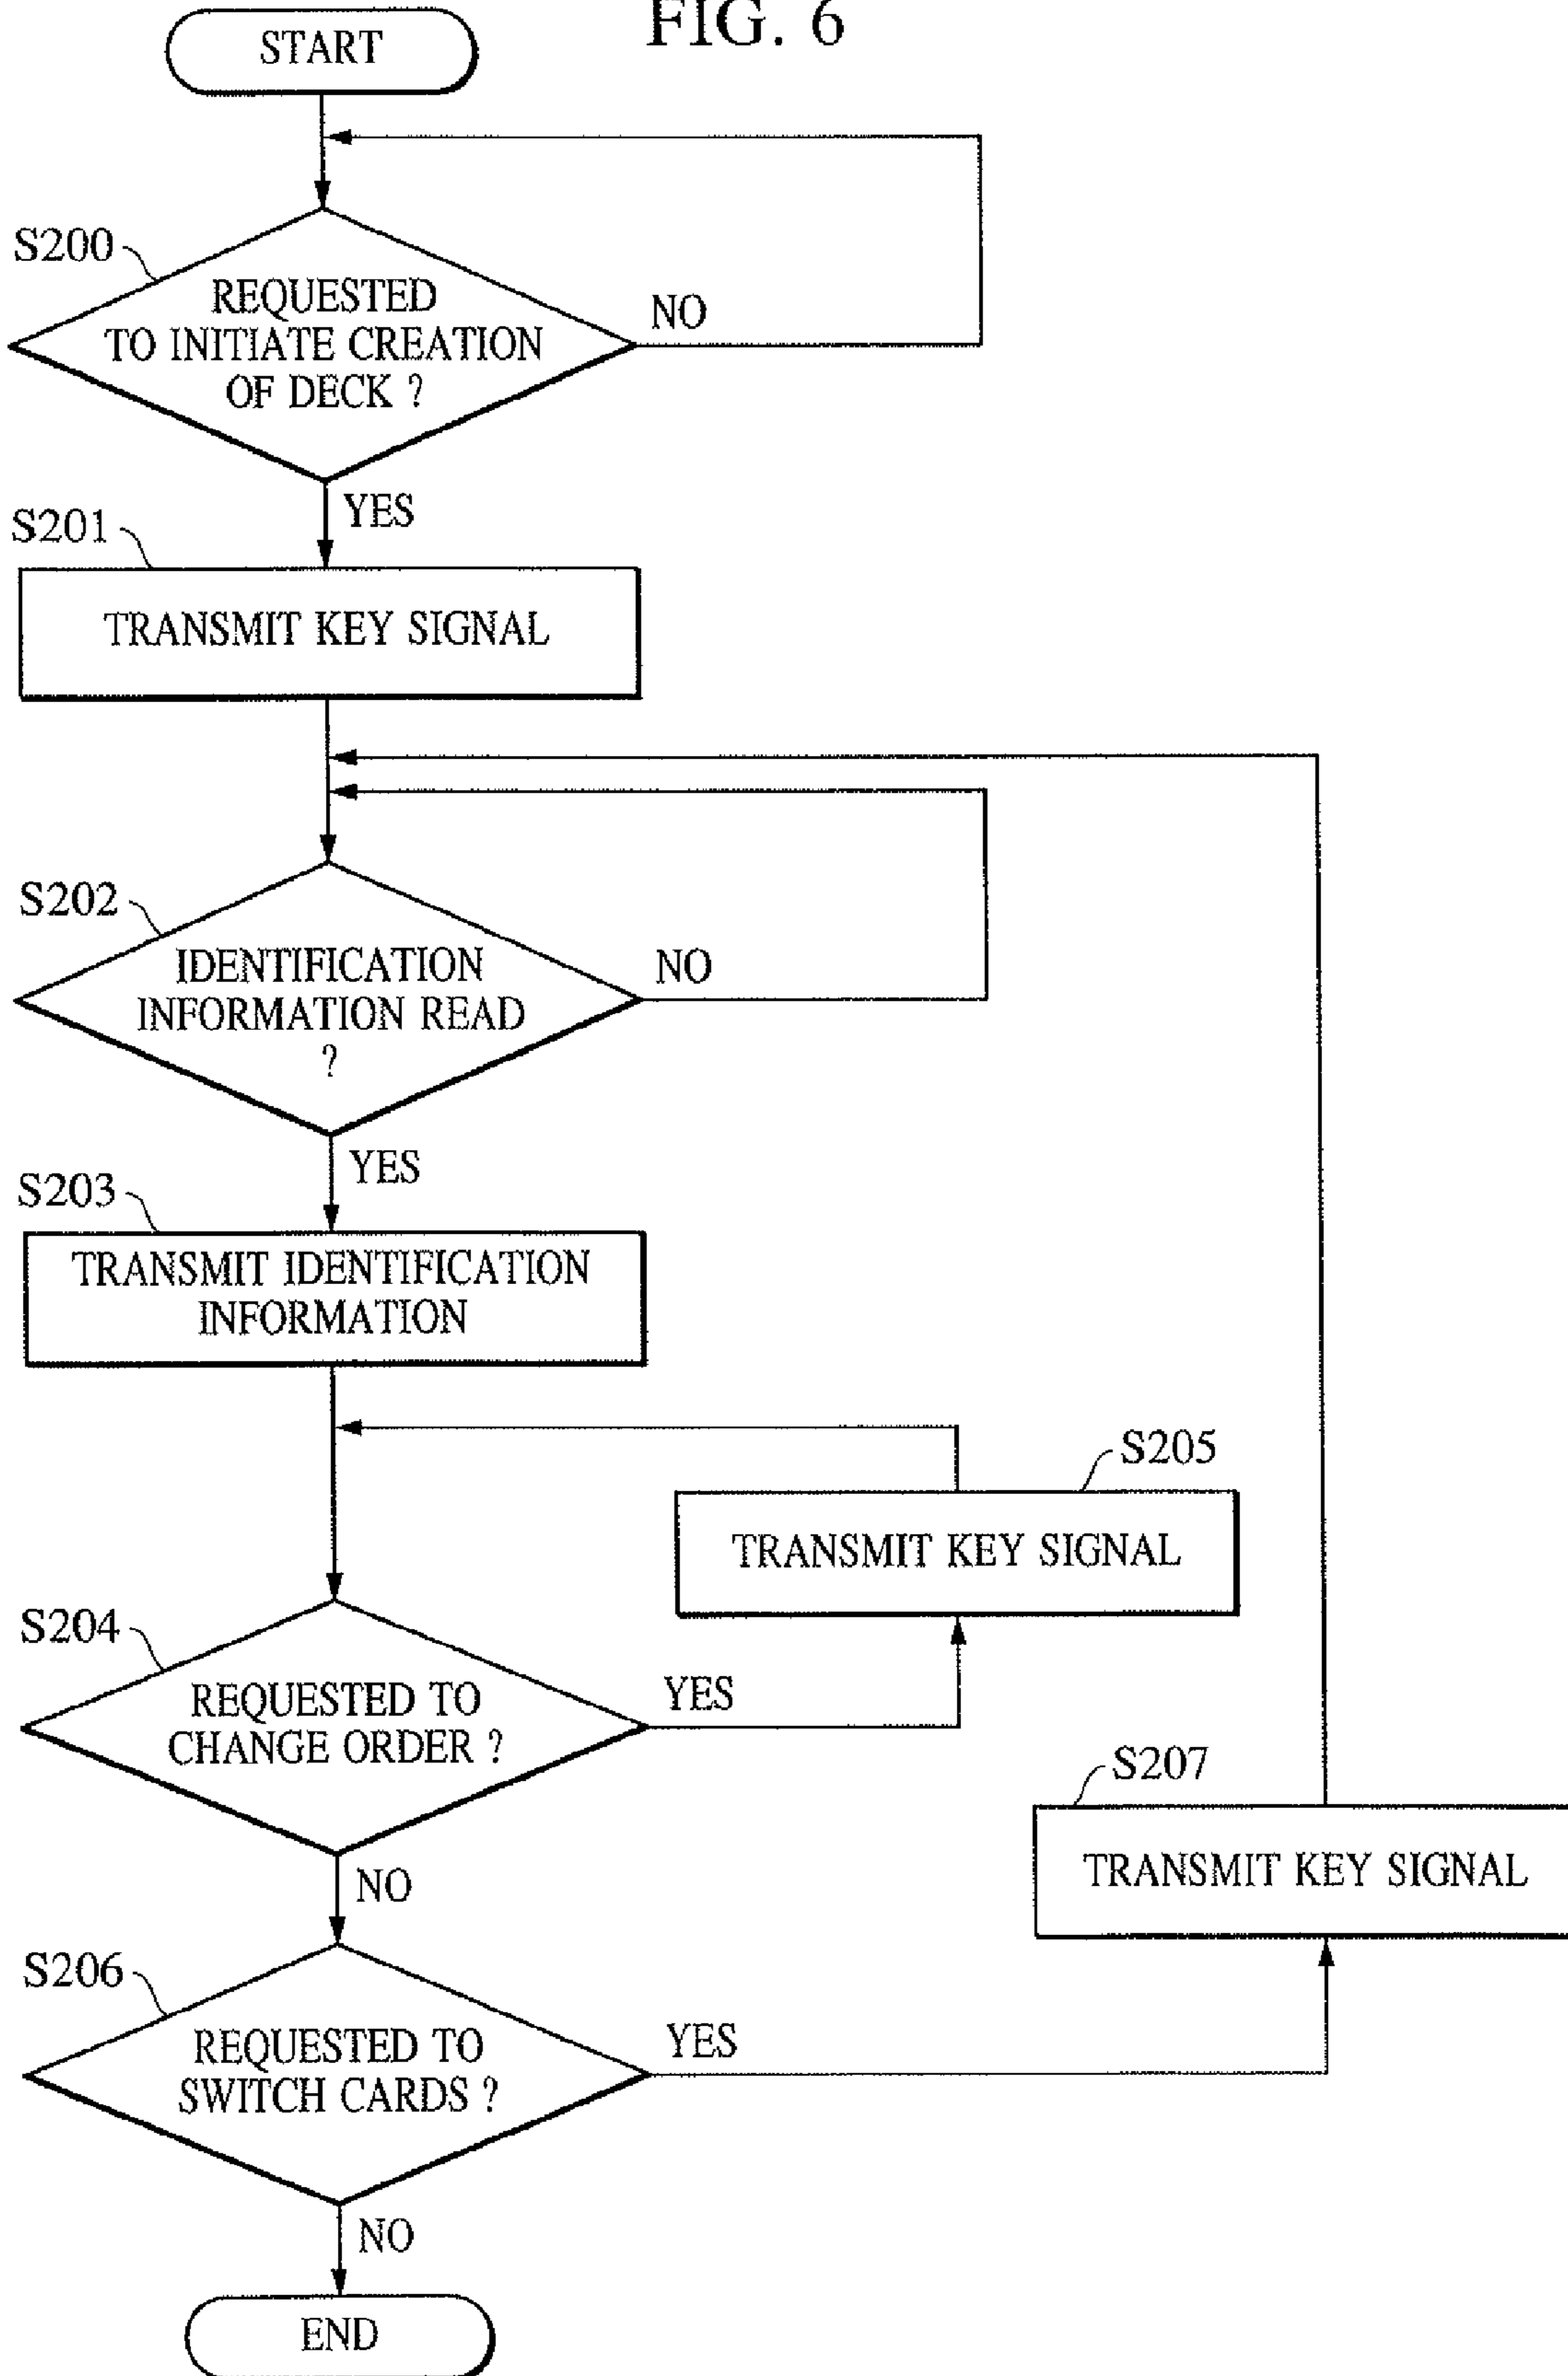 FIG. 6
START
S200
REQUESTED
TO INITIATE CREATION
OF DECK ?
NO
YES
S201
TRANSMIT KEY SIGNAL
S202
IDENTIFICATION
INFORMATION READ
?
NO
YES
S203
TRANSMIT IDENTIFICATION
INFORMATION
S205
TRANSMIT KEY SIGNAL
S204
REQUESTED TO
CHANGE ORDER ?
YES
NO
S207
TRANSMIT KEY SIGNAL
S206
REQUESTED TO
SWITCH CARDS ?
YES
NO
END